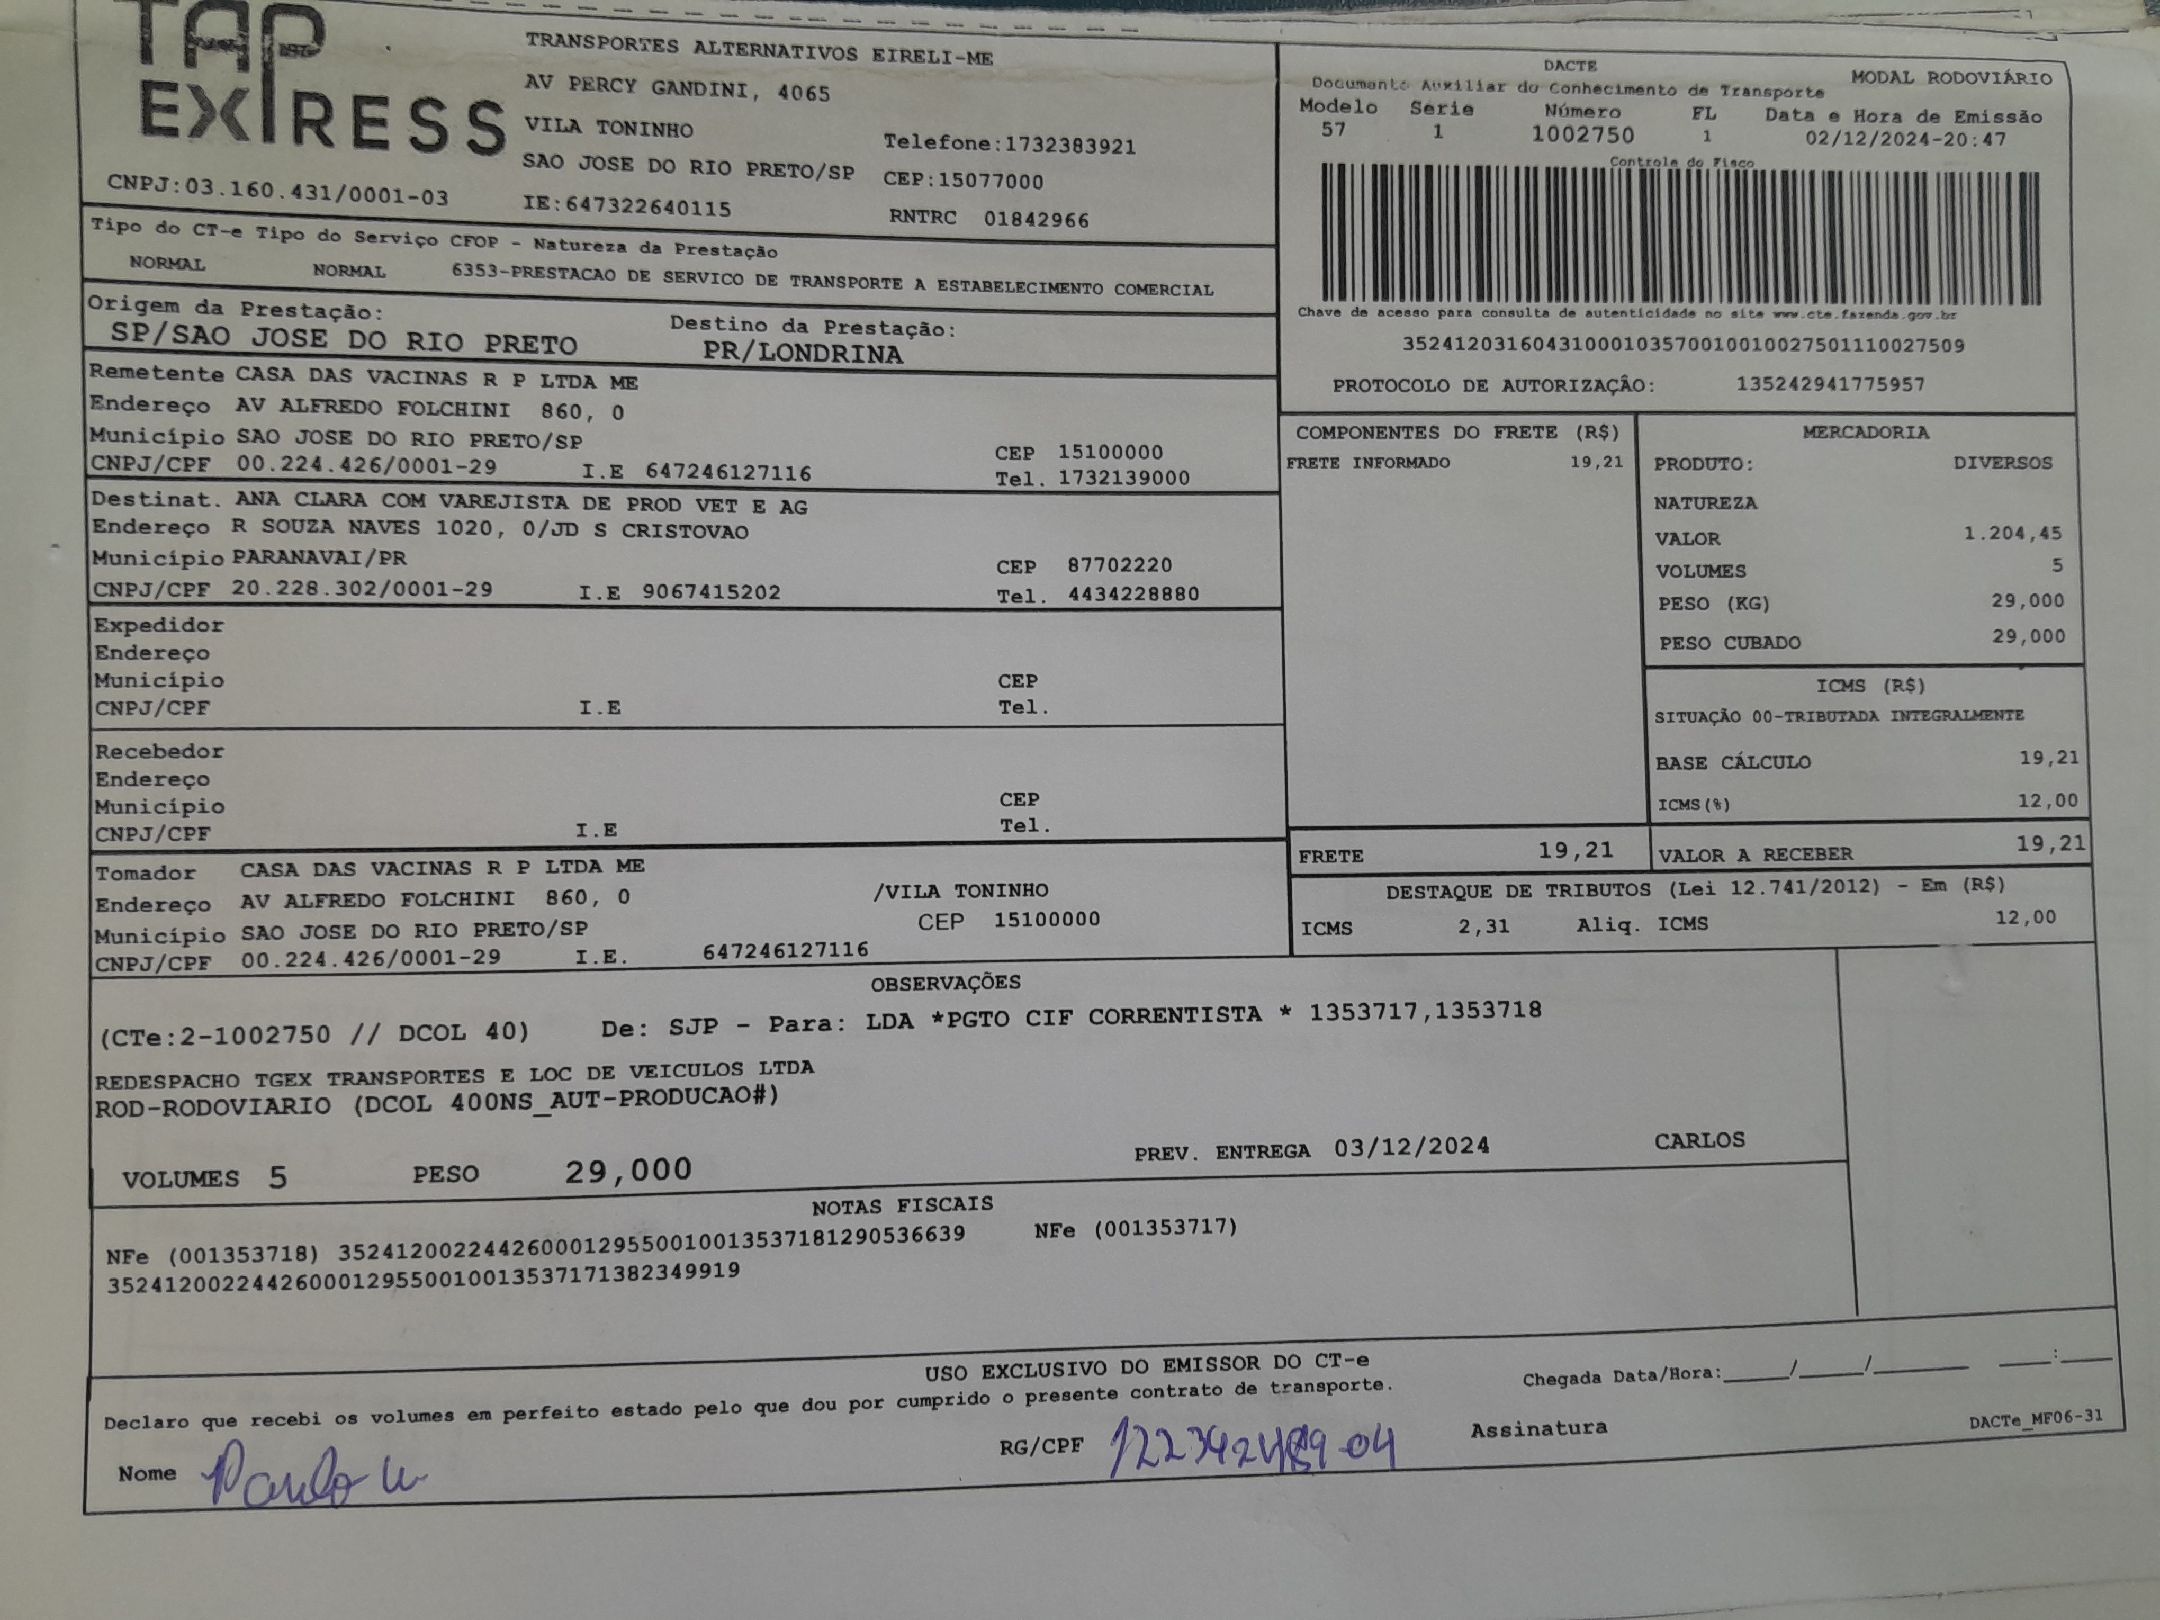 TAP EXPRESS
TRANSPORTES ALTERNATIVOS EIRELI-ME
AV PERCY GANDINI, 4065
VILA TONINHO
Telefone:1732383921
SAO JOSE DO RIO PRETO/SP CEP:15077000
CNPJ:03.160.431/0001-03 IE:647322640115 RNTRC 01842966
DACTE MODAL RODOVIÁRIO
Documento Auxiliar do Conhecimento de Transporte
Modelo Serie Número FL Data e Hora de Emissão
57 1 1002750 1 02/12/2024-20:47
Controle do Fisco
Chave de acesso para consulta de autenticidade no site www.cte.fazenda.gov.br
35241203160431000103570010010027501110027509
PROTOCOLO DE AUTORIZAÇÃO: 135242941775957
Tipo do CT-e Tipo do Serviço CFOP - Natureza da Prestação
NORMAL NORMAL 6353-PRESTACAO DE SERVICO DE TRANSPORTE A ESTABELECIMENTO COMERCIAL
Origem da Prestação: Destino da Prestação:
SP/SAO JOSE DO RIO PRETO PR/LONDRINA
Remetente CASA DAS VACINAS R P LTDA ME
Endereço AV ALFREDO FOLCHINI 860, 0
Município SAO JOSE DO RIO PRETO/SP CEP 15100000
CNPJ/CPF 00.224.426/0001-29 I.E 647246127116 Tel. 1732139000
Destinat. ANA CLARA COM VAREJISTA DE PROD VET E AG
Endereço R SOUZA NAVES 1020, 0/JD S CRISTOVAO
Município PARANAVAI/PR CEP 87702220
CNPJ/CPF 20.228.302/0001-29 I.E 9067415202 Tel. 4434228880
Expedidor
Endereço
Município CEP
CNPJ/CPF I.E Tel.
Recebedor
Endereço
Município CEP
CNPJ/CPF I.E Tel.
Tomador CASA DAS VACINAS R P LTDA ME
Endereço AV ALFREDO FOLCHINI 860, 0 /VILA TONINHO
Município SAO JOSE DO RIO PRETO/SP CEP 15100000
CNPJ/CPF 00.224.426/0001-29 I.E. 647246127116
COMPONENTES DO FRETE (R$)
FRETE INFORMADO 19,21
MERCADORIA
PRODUTO: DIVERSOS
NATUREZA
VALOR 1.204,45
VOLUMES 5
PESO (KG) 29,000
PESO CUBADO 29,000
ICMS (R$)
SITUAÇÃO 00-TRIBUTADA INTEGRALMENTE
BASE CÁLCULO 19,21
ICMS(%) 12,00
FRETE 19,21 VALOR A RECEBER 19,21
DESTAQUE DE TRIBUTOS (Lei 12.741/2012) - Em (R$)
ICMS 2,31 Aliq. ICMS 12,00
OBSERVAÇÕES
(CTe:2-1002750 // DCOL 40) De: SJP - Para: LDA *PGTO CIF CORRENTISTA * 1353717,1353718
REDESPACHO TGEX TRANSPORTES E LOC DE VEICULOS LTDA
ROD-RODOVIARIO (DCOL 400NS_AUT-PRODUCAO#)
VOLUMES 5 PESO 29,000 PREV. ENTREGA 03/12/2024 CARLOS
NOTAS FISCAIS
NFe (001353718) 35241200224426000129550010013537181290536639 NFe (001353717)
35241200224426000129550010013537171382349919
USO EXCLUSIVO DO EMISSOR DO CT-e
Declaro que recebi os volumes em perfeito estado pelo que dou por cumprido o presente contrato de transporte.
Chegada Data/Hora:_____/_____/_______ ___:___
Nome RG/CPF Assinatura
DACTe_MF06-31